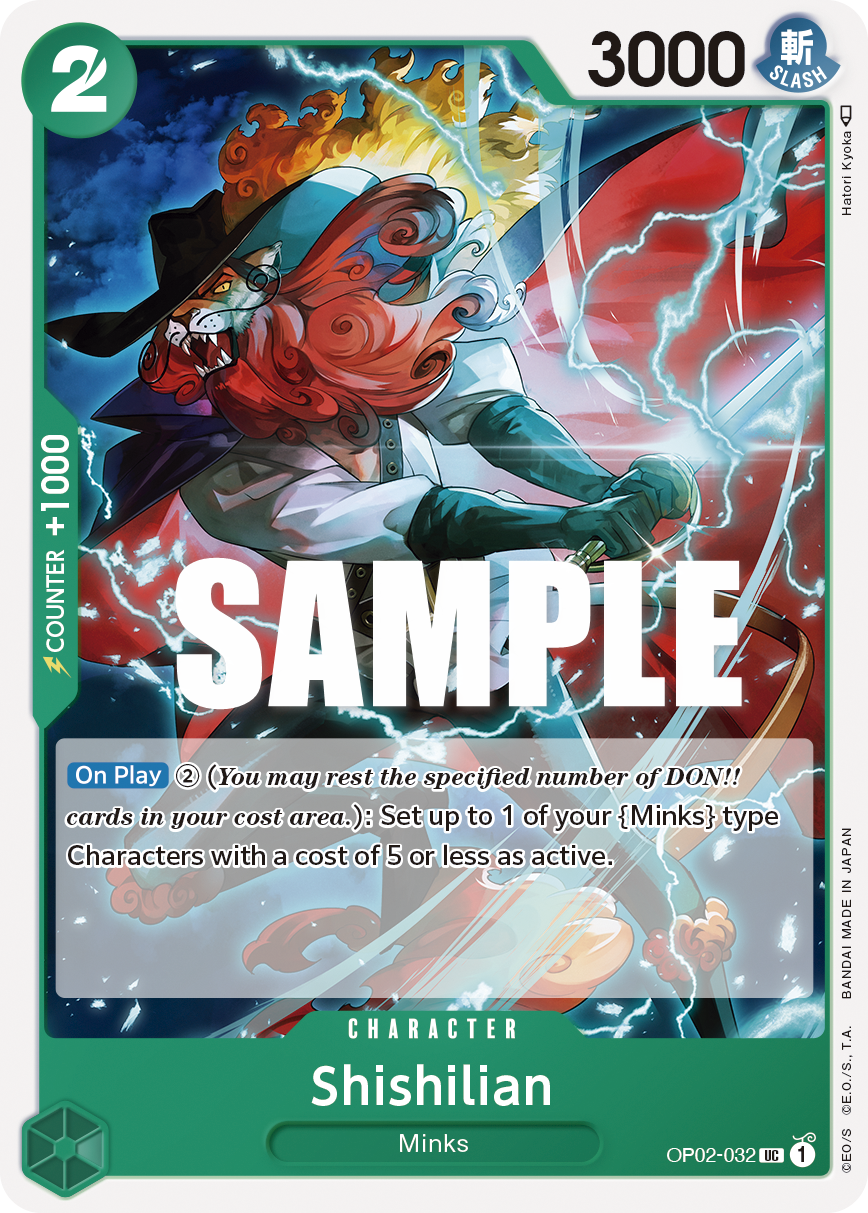 2
3000
斬
SLASH
Hatori Kyoka
COUNTER +1000
SAMPLE
On Play ② (You may rest the specified number of DON!!
cards in your cost area.): Set up to 1 of your {Minks} type
Characters with a cost of 5 or less as active.
CHARACTER
Shishilian
Minks
OP02-032 UC 1
©EO/S ©E.O./S., T.A. BANDAI MADE IN JAPAN